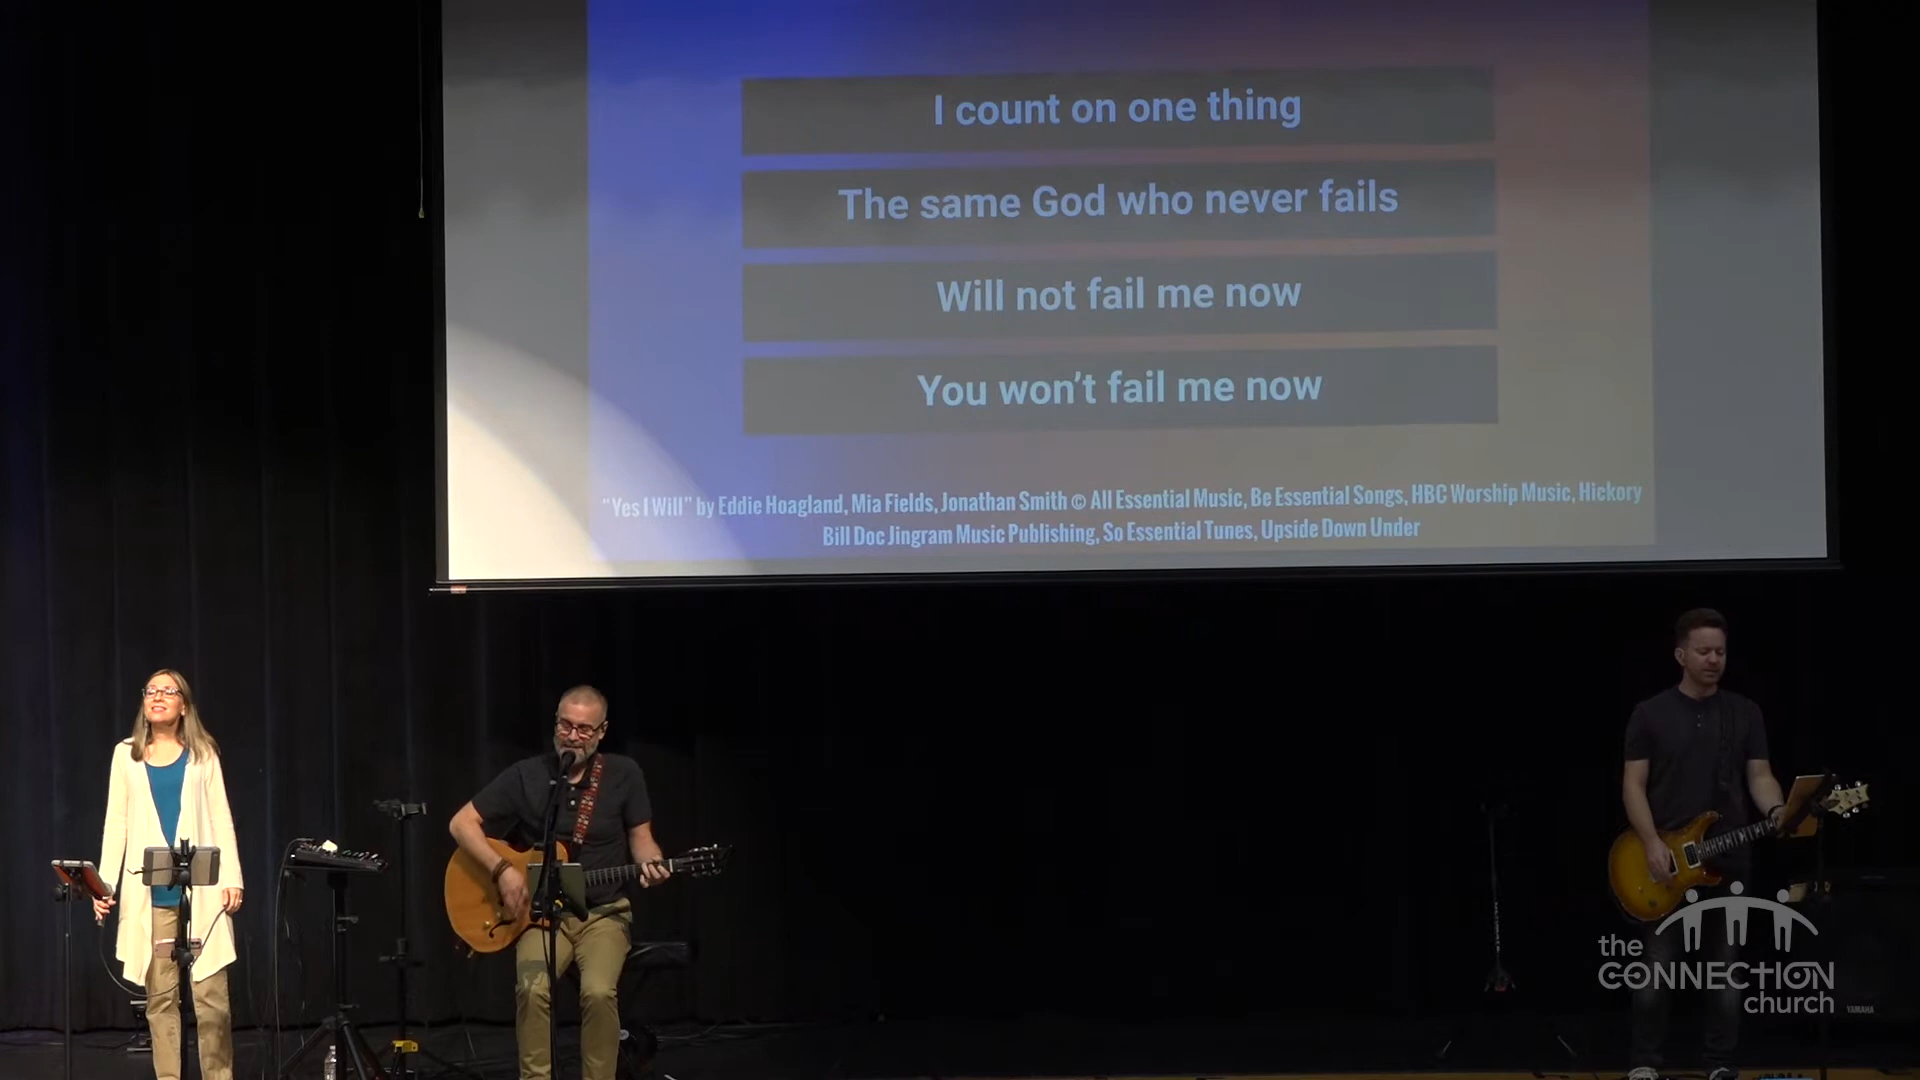 I count on one thing
The same God who never fails
Will not fail me now
You won't fail me now
"Yes I Will" by Eddie Hoagland, Mia Fields, Jonathan Smith © All Essential Music, Be Essential Songs, HBC Worship Music, Hickory
Bill Doc Jingram Music Publishing, So Essential Tunes, Upside Down Under
the
CONNECTION
church
YAMAHA